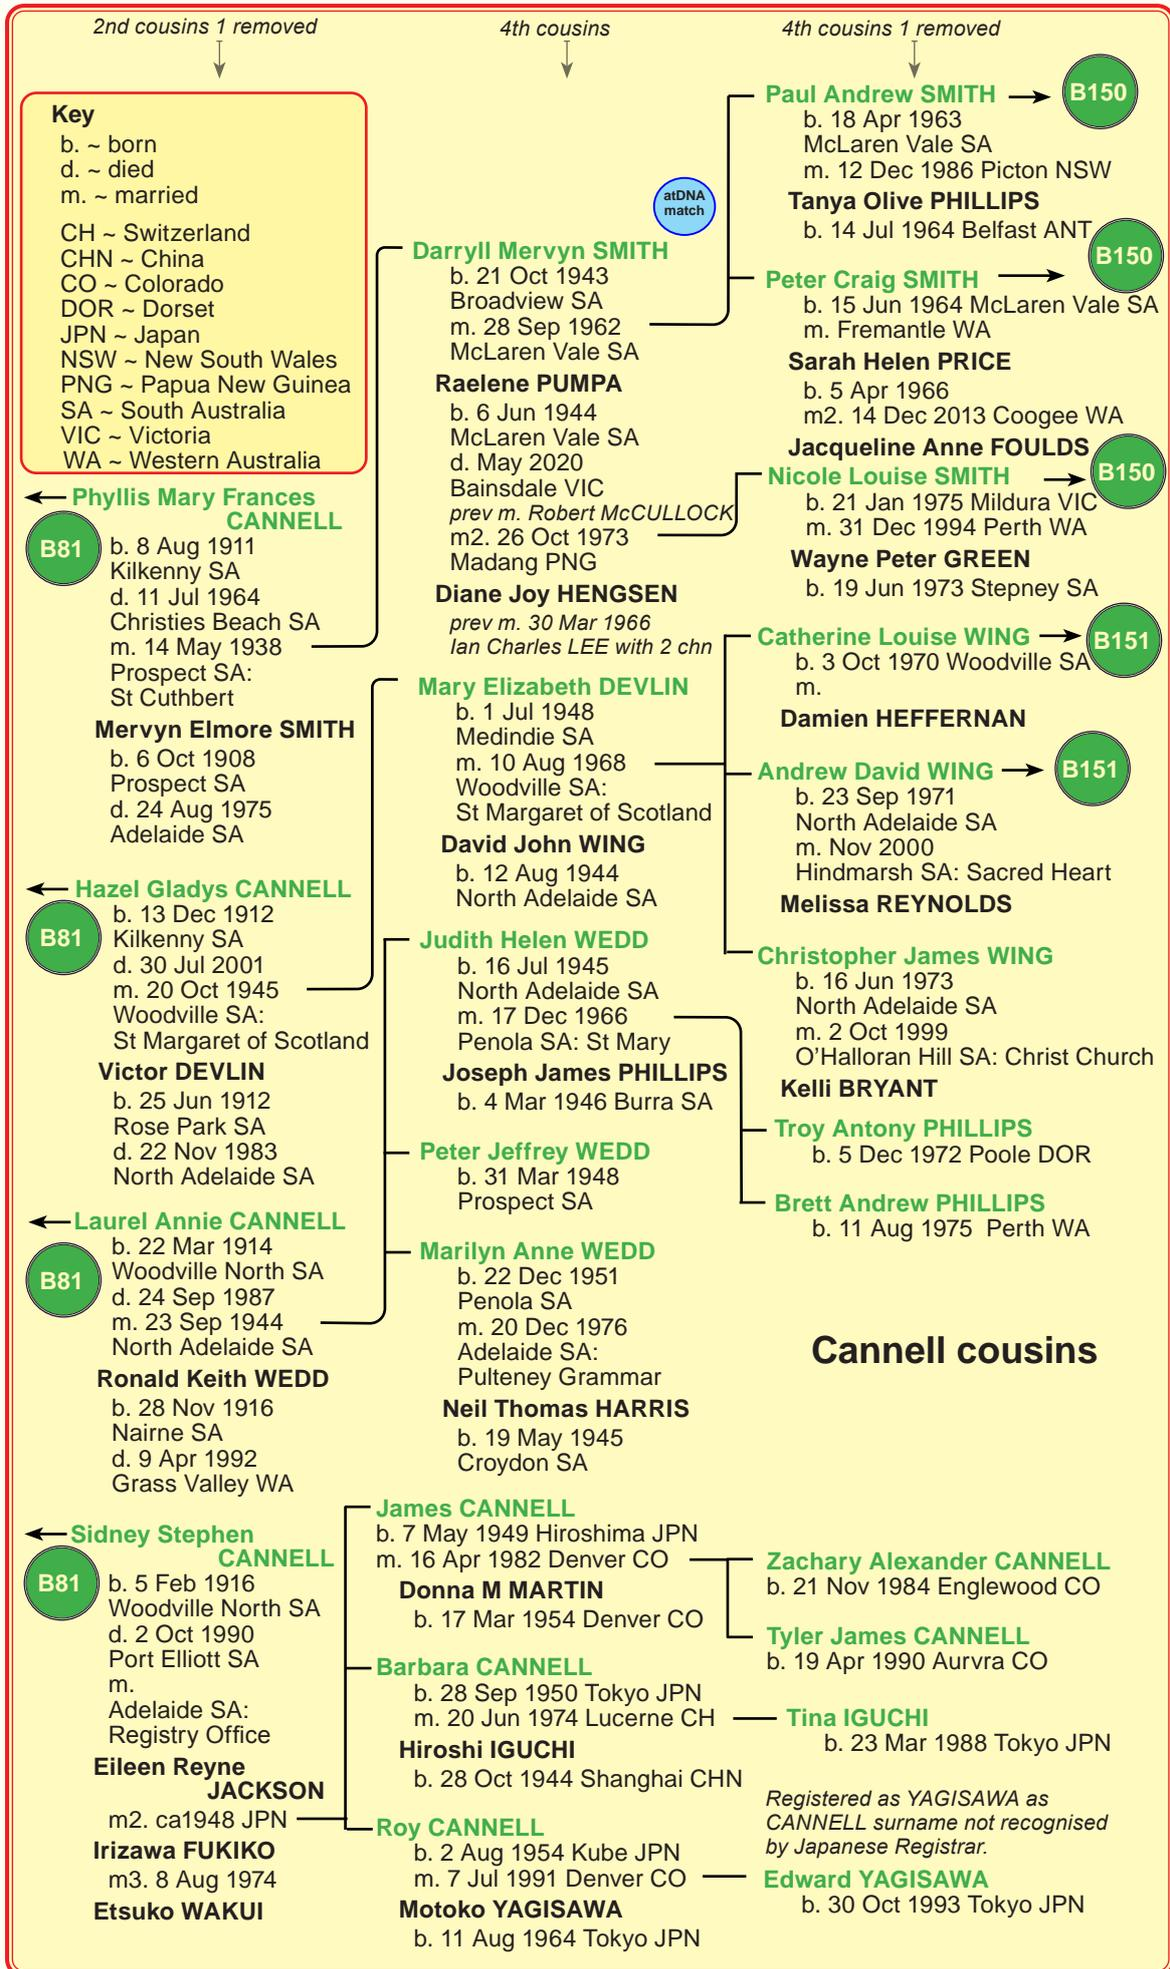 2nd cousins 1 removed
4th cousins
4th cousins 1 removed
Key
b. ~ born
d. ~ died
m. ~ married
CH ~ Switzerland
CHN ~ China
CO ~ Colorado
DOR ~ Dorset
JPN ~ Japan
NSW ~ New South Wales
PNG ~ Papua New Guinea
SA ~ South Australia
VIC ~ Victoria
WA ~ Western Australia
Phyllis Mary Frances
CANNELL
B81
b. 8 Aug 1911
Kilkenny SA
d. 11 Jul 1964
Christies Beach SA
m. 14 May 1938
Prospect SA:
St Cuthbert
Mervyn Elmore SMITH
b. 6 Oct 1908
Prospect SA
d. 24 Aug 1975
Adelaide SA
Hazel Gladys CANNELL
B81
b. 13 Dec 1912
Kilkenny SA
d. 30 Jul 2001
m. 20 Oct 1945
Woodville SA:
St Margaret of Scotland
Victor DEVLIN
b. 25 Jun 1912
Rose Park SA
d. 22 Nov 1983
North Adelaide SA
Laurel Annie CANNELL
B81
b. 22 Mar 1914
Woodville North SA
d. 24 Sep 1987
m. 23 Sep 1944
North Adelaide SA
Ronald Keith WEDD
b. 28 Nov 1916
Nairne SA
d. 9 Apr 1992
Grass Valley WA
Sidney Stephen
CANNELL
B81
b. 5 Feb 1916
Woodville North SA
d. 2 Oct 1990
Port Elliott SA
m.
Adelaide SA:
Registry Office
Eileen Reyne
JACKSON
m2. ca1948 JPN
Irizawa FUKIKO
m3. 8 Aug 1974
Etsuko WAKUI
atDNA
match
Darryll Mervyn SMITH
b. 21 Oct 1943
Broadview SA
m. 28 Sep 1962
McLaren Vale SA
Raelene PUMPA
b. 6 Jun 1944
McLaren Vale SA
d. May 2020
Bainsdale VIC
prev m. Robert McCULLOCK
m2. 26 Oct 1973
Madang PNG
Diane Joy HENGSEN
prev m. 30 Mar 1966
Ian Charles LEE with 2 chn
Mary Elizabeth DEVLIN
b. 1 Jul 1948
Medindie SA
m. 10 Aug 1968
Woodville SA:
St Margaret of Scotland
David John WING
b. 12 Aug 1944
North Adelaide SA
Judith Helen WEDD
b. 16 Jul 1945
North Adelaide SA
m. 17 Dec 1966
Penola SA: St Mary
Joseph James PHILLIPS
b. 4 Mar 1946 Burra SA
Peter Jeffrey WEDD
b. 31 Mar 1948
Prospect SA
Marilyn Anne WEDD
b. 22 Dec 1951
Penola SA
m. 20 Dec 1976
Adelaide SA:
Pulteney Grammar
Neil Thomas HARRIS
b. 19 May 1945
Croydon SA
James CANNELL
b. 7 May 1949 Hiroshima JPN
m. 16 Apr 1982 Denver CO
Donna M MARTIN
b. 17 Mar 1954 Denver CO
Barbara CANNELL
b. 28 Sep 1950 Tokyo JPN
m. 20 Jun 1974 Lucerne CH
Hiroshi IGUCHI
b. 28 Oct 1944 Shanghai CHN
Roy CANNELL
b. 2 Aug 1954 Kube JPN
m. 7 Jul 1991 Denver CO
Motoko YAGISAWA
b. 11 Aug 1964 Tokyo JPN
Paul Andrew SMITH
B150
b. 18 Apr 1963
McLaren Vale SA
m. 12 Dec 1986 Picton NSW
Tanya Olive PHILLIPS
b. 14 Jul 1964 Belfast ANT
Peter Craig SMITH
B150
b. 15 Jun 1964 McLaren Vale SA
m. Fremantle WA
Sarah Helen PRICE
b. 5 Apr 1966
m2. 14 Dec 2013 Coogee WA
Jacqueline Anne FOULDS
Nicole Louise SMITH
B150
b. 21 Jan 1975 Mildura VIC
m. 31 Dec 1994 Perth WA
Wayne Peter GREEN
b. 19 Jun 1973 Stepney SA
Catherine Louise WING
B151
b. 3 Oct 1970 Woodville SA
m.
Damien HEFFERNAN
Andrew David WING
B151
b. 23 Sep 1971
North Adelaide SA
m. Nov 2000
Hindmarsh SA: Sacred Heart
Melissa REYNOLDS
Christopher James WING
b. 16 Jun 1973
North Adelaide SA
m. 2 Oct 1999
O'Halloran Hill SA: Christ Church
Kelli BRYANT
Troy Antony PHILLIPS
b. 5 Dec 1972 Poole DOR
Brett Andrew PHILLIPS
b. 11 Aug 1975 Perth WA
Cannell cousins
Zachary Alexander CANNELL
b. 21 Nov 1984 Englewood CO
Tyler James CANNELL
b. 19 Apr 1990 Aurvra CO
Tina IGUCHI
b. 23 Mar 1988 Tokyo JPN
Registered as YAGISAWA as
CANNELL surname not recognised
by Japanese Registrar.
Edward YAGISAWA
b. 30 Oct 1993 Tokyo JPN